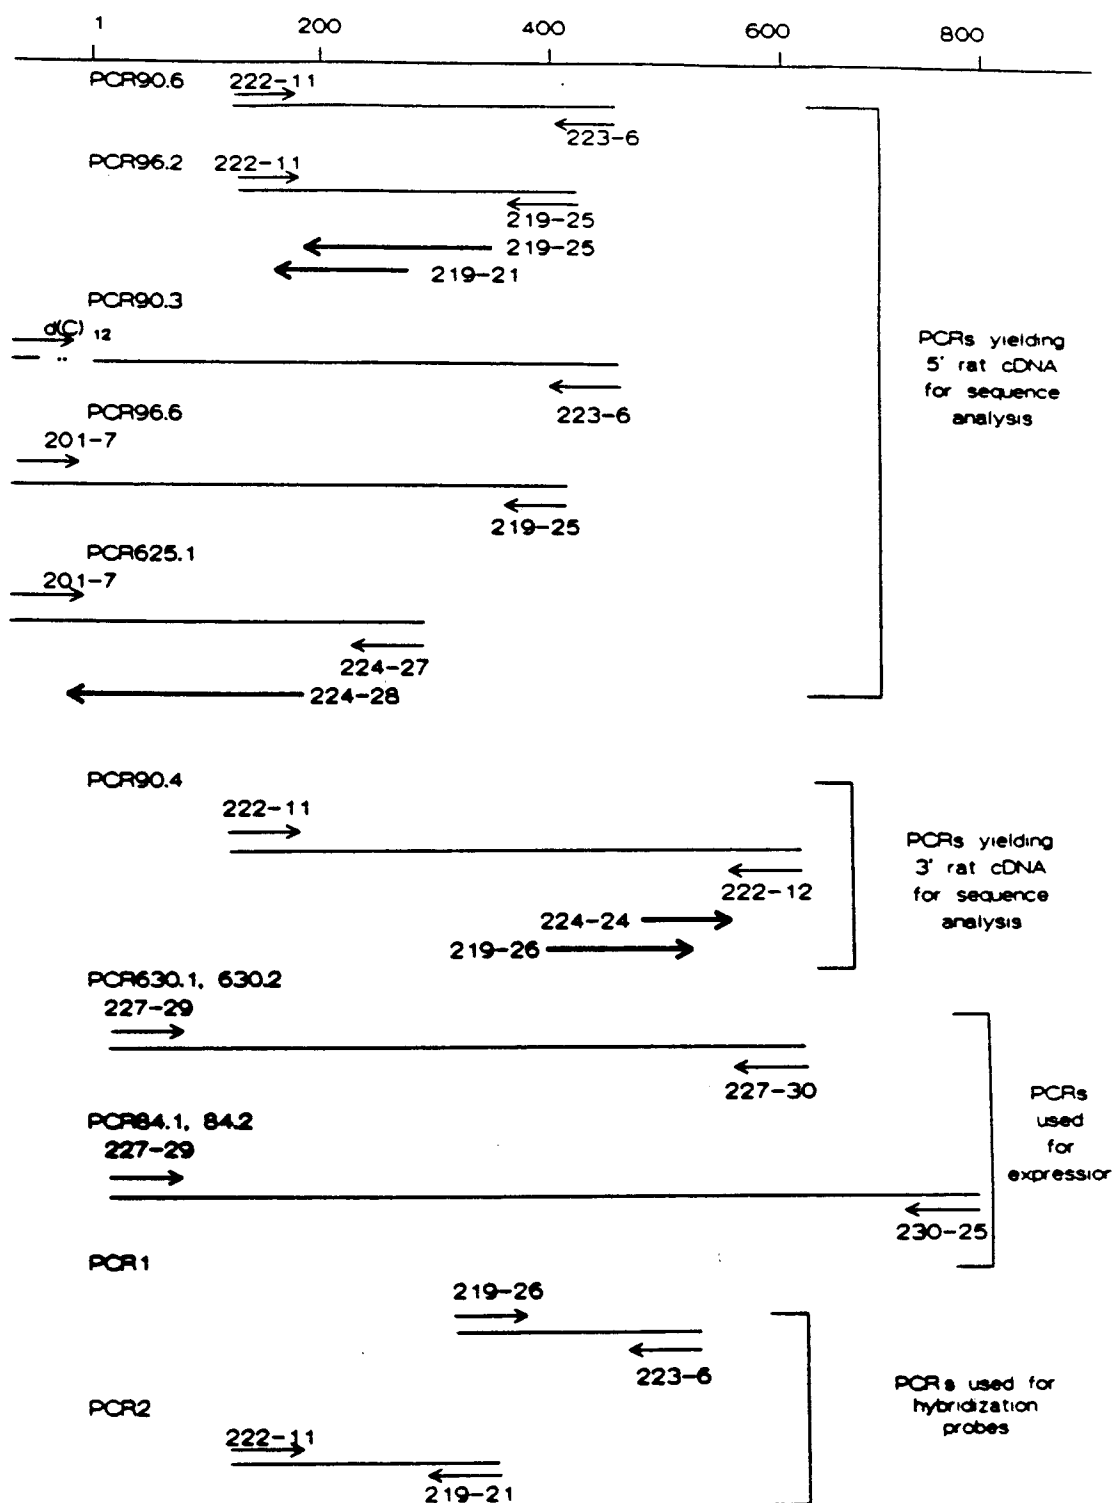 1 200 400 600 800
PCR90.6 222-11
223-6
PCR96.2 222-11
219-25
219-25
219-21
PCR90.3
d(C) 12
223-6
PCR96.6
201-7
219-25
PCR625.1
201-7
224-27
224-28
PCRs yielding
5' rat cDNA
for sequence
analysis
PCR90.4
222-11
222-12
224-24
219-26
PCRs yielding
3' rat cDNA
for sequence
analysis
PCR630.1, 630.2
227-29
227-30
PCR84.1, 84.2
227-29
230-25
PCRs
used
for
expression
PCR1
219-26
223-6
PCR2
222-11
219-21
PCRs used for
hybridization
probes